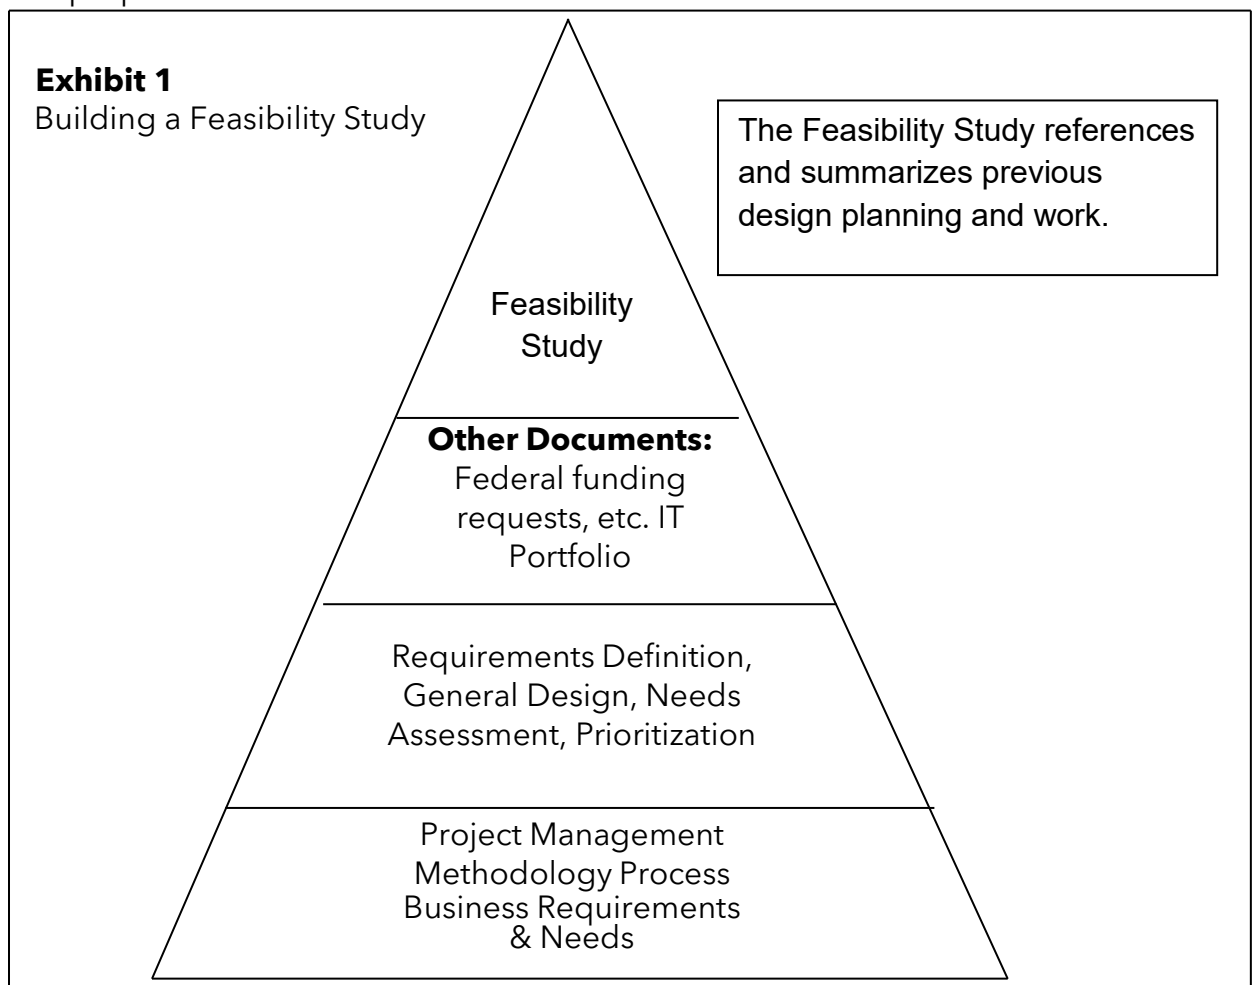 Exhibit 1
Building a Feasibility Study
The Feasibility Study references
and summarizes previous
design planning and work.
Feasibility
Study
Other Documents:
Federal funding
requests, etc. IT
Portfolio
Requirements Definition,
General Design, Needs
Assessment, Prioritization
Project Management
Methodology Process
Business Requirements
& Needs